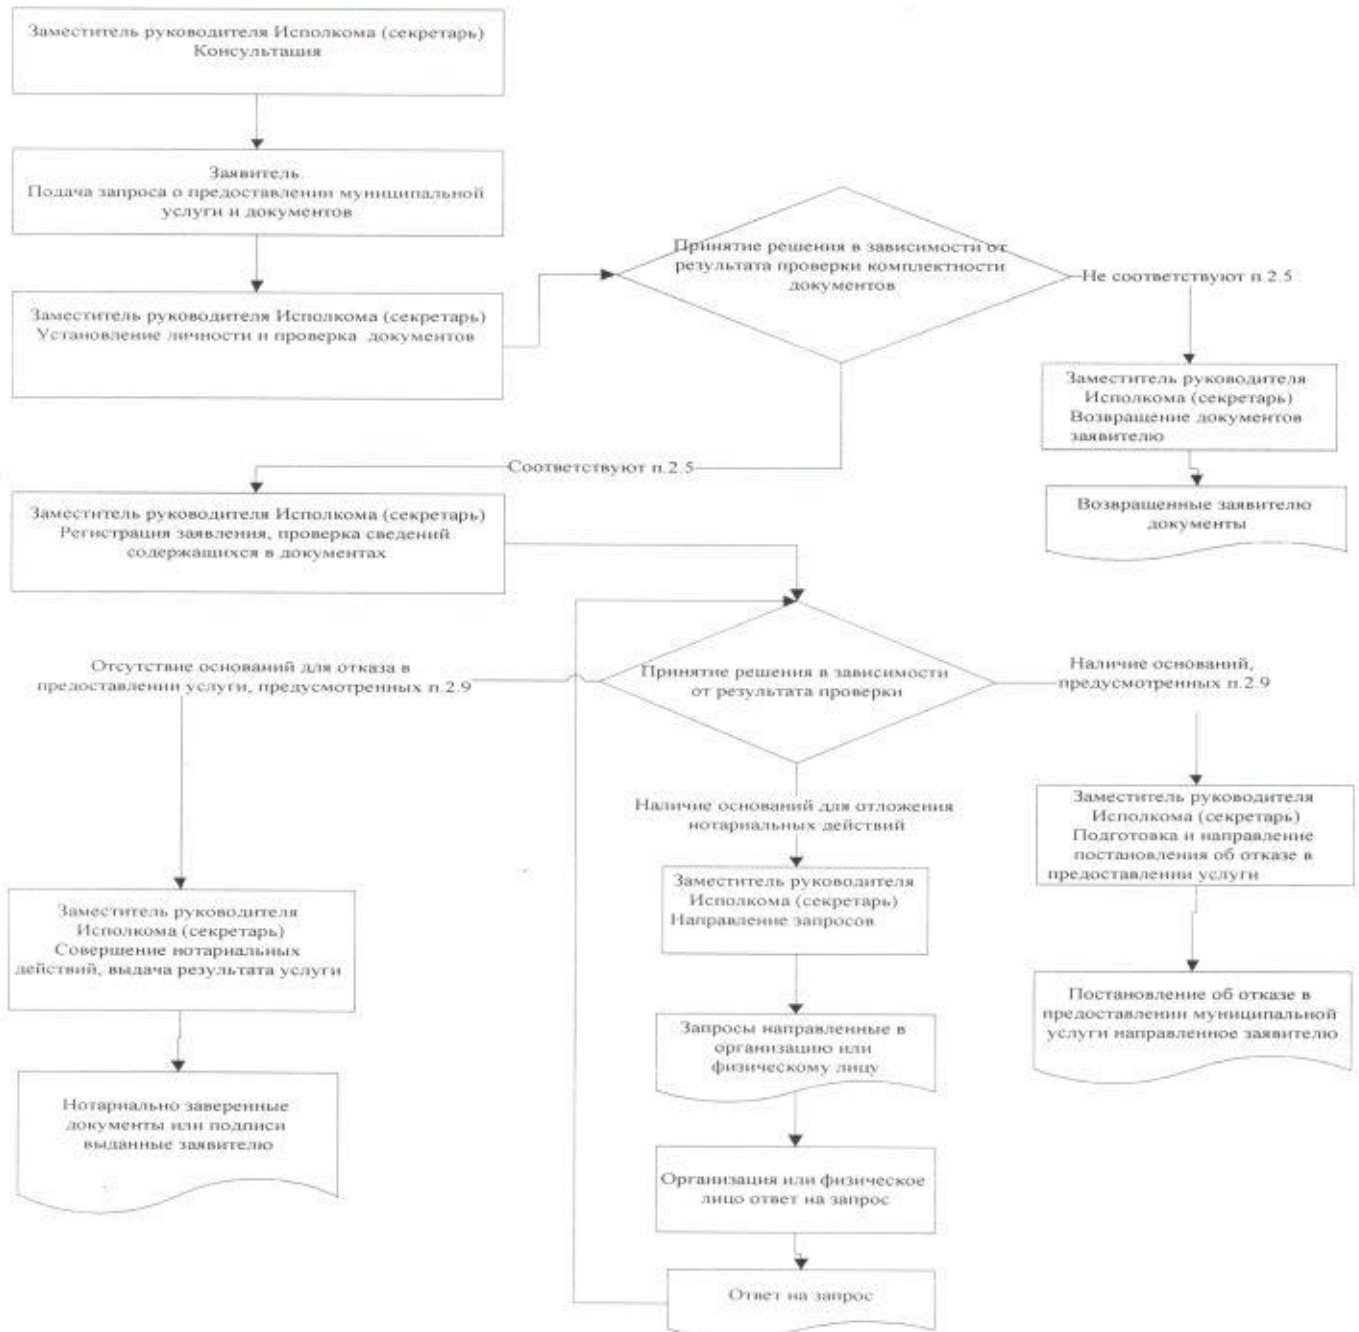 Заместитель руководителя Исполкома (секретарь)
Консультация
Заявитель
Подача запроса о предоставлении муниципальной
услуги и документов
Заместитель руководителя Исполкома (секретарь)
Установление личности и проверка документов
Принятие решения в зависимости от
результата проверки комплектности
документов
Не соответствуют п.2.5
Заместитель руководителя
Исполкома (секретарь)
Возвращение документов
заявителю
Возвращенные заявителю
документы
Соответствуют п.2.5
Заместитель руководителя Исполкома (секретарь)
Регистрация заявления, проверка сведений
содержащихся в документах
Принятие решения в зависимости
от результата проверки
Отсутствие оснований для отказа в
предоставлении услуги, предусмотренных п.2.9
Наличие оснований,
предусмотренных п.2.9
Наличие оснований для отложения
нотариальных действий
Заместитель руководителя
Исполкома (секретарь)
Совершение нотариальных
действий, выдача результата услуги
Нотариально заверенные
документы или подписи
выданные заявителю
Заместитель руководителя
Исполкома (секретарь)
Направление запросов
Запросы направленные в
организацию или
физическому лицу
Организация или физическое
лицо ответ на запрос
Ответ на запрос
Заместитель руководителя
Исполкома (секретарь)
Подготовка и направление
постановления об отказе в
предоставлении услуги
Постановление об отказе в
предоставлении муниципальной
услуги направленное заявителю